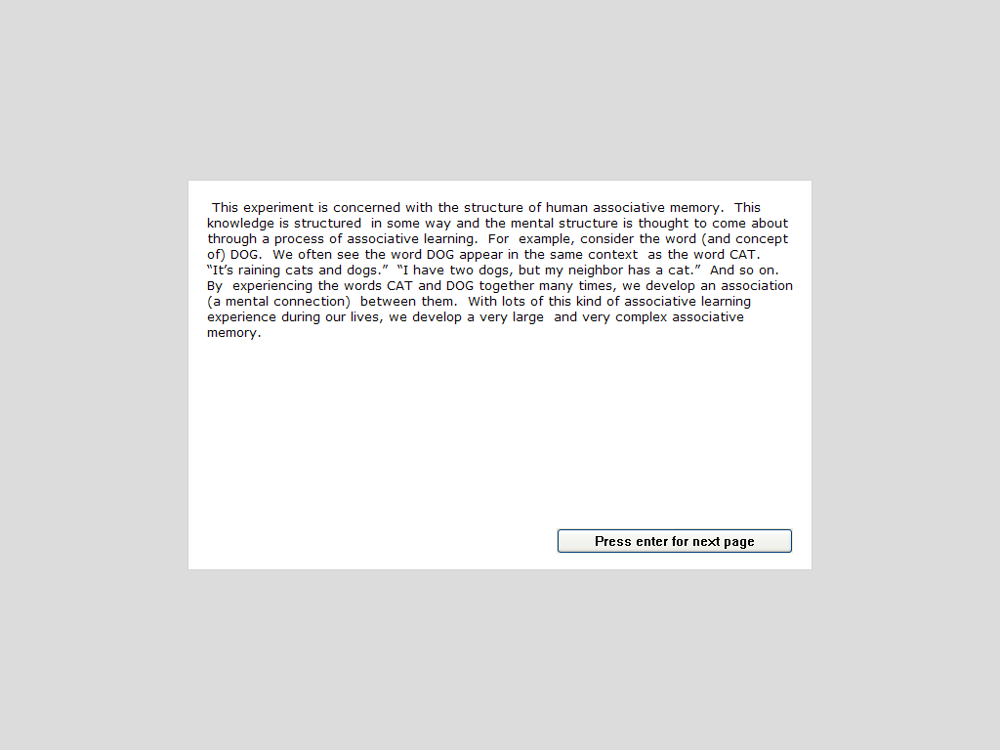 This experiment is concerned with the structure of human associative memory.  This
knowledge is structured  in some way and the mental structure is thought to come about
through a process of associative learning.  For  example, consider the word (and concept
of) DOG.  We often see the word DOG appear in the same context  as the word CAT.
“It’s raining cats and dogs.”  “I have two dogs, but my neighbor has a cat.”  And so on.
By  experiencing the words CAT and DOG together many times, we develop an association
(a mental connection)  between them.  With lots of this kind of associative learning
experience during our lives, we develop a very large  and very complex associative
memory.
Press enter for next page